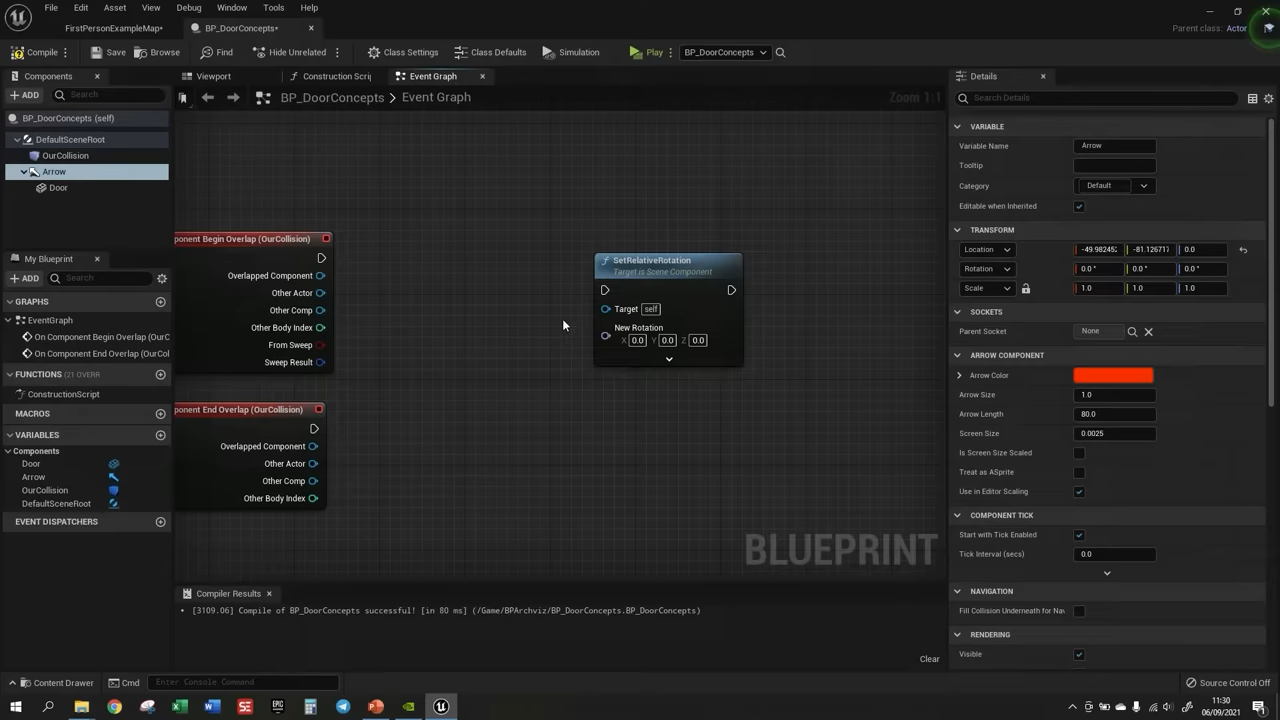 File Edit Asset View Debug Window Tools Help
FirstPersonExampleMap*
BP_DoorConcepts*
Parent class: Actor
Compile
Save
Browse
Find
Hide Unrelated
Class Settings
Class Defaults
Simulation
Play
BP_DoorConcepts
Components
ADD
Search
BP_DoorConcepts (self)
DefaultSceneRoot
OurCollision
Arrow
Door
My Blueprint
ADD
Search
GRAPHS
EventGraph
On Component Begin Overlap (OurC
On Component End Overlap (OurCol
FUNCTIONS (21 OVERR
ConstructionScript
MACROS
VARIABLES
Components
Door
Arrow
OurCollision
DefaultSceneRoot
EVENT DISPATCHERS
Viewport
Construction Scrip
Event Graph
BP_DoorConcepts
Event Graph
Zoom 1:1
ponent Begin Overlap (OurCollision)
Overlapped Component
Other Actor
Other Comp
Other Body Index
From Sweep
Sweep Result
ponent End Overlap (OurCollision)
Overlapped Component
Other Actor
Other Comp
Other Body Index
SetRelativeRotation
Target is Scene Component
Target self
New Rotation
X 0.0 Y 0.0 Z 0.0
BLUEPRINT
Compiler Results
[3109.06] Compile of BP_DoorConcepts successful! [in 80 ms] (/Game/BPArchviz/BP_DoorConcepts.BP_DoorConcepts)
Clear
Details
Search Details
VARIABLE
Variable Name Arrow
Tooltip
Category Default
Editable when Inherited
TRANSFORM
Location -49.982452 -81.126717 0.0
Rotation 0.0 ° 0.0 ° 0.0 °
Scale 1.0 1.0 1.0
SOCKETS
Parent Socket None
ARROW COMPONENT
Arrow Color
Arrow Size 1.0
Arrow Length 80.0
Screen Size 0.0025
Is Screen Size Scaled
Treat as ASprite
Use in Editor Scaling
COMPONENT TICK
Start with Tick Enabled
Tick Interval (secs) 0.0
NAVIGATION
Fill Collision Underneath for Nav
RENDERING
Visible
Content Drawer
Cmd
Enter Console Command
Source Control Off
11:30
06/09/2021